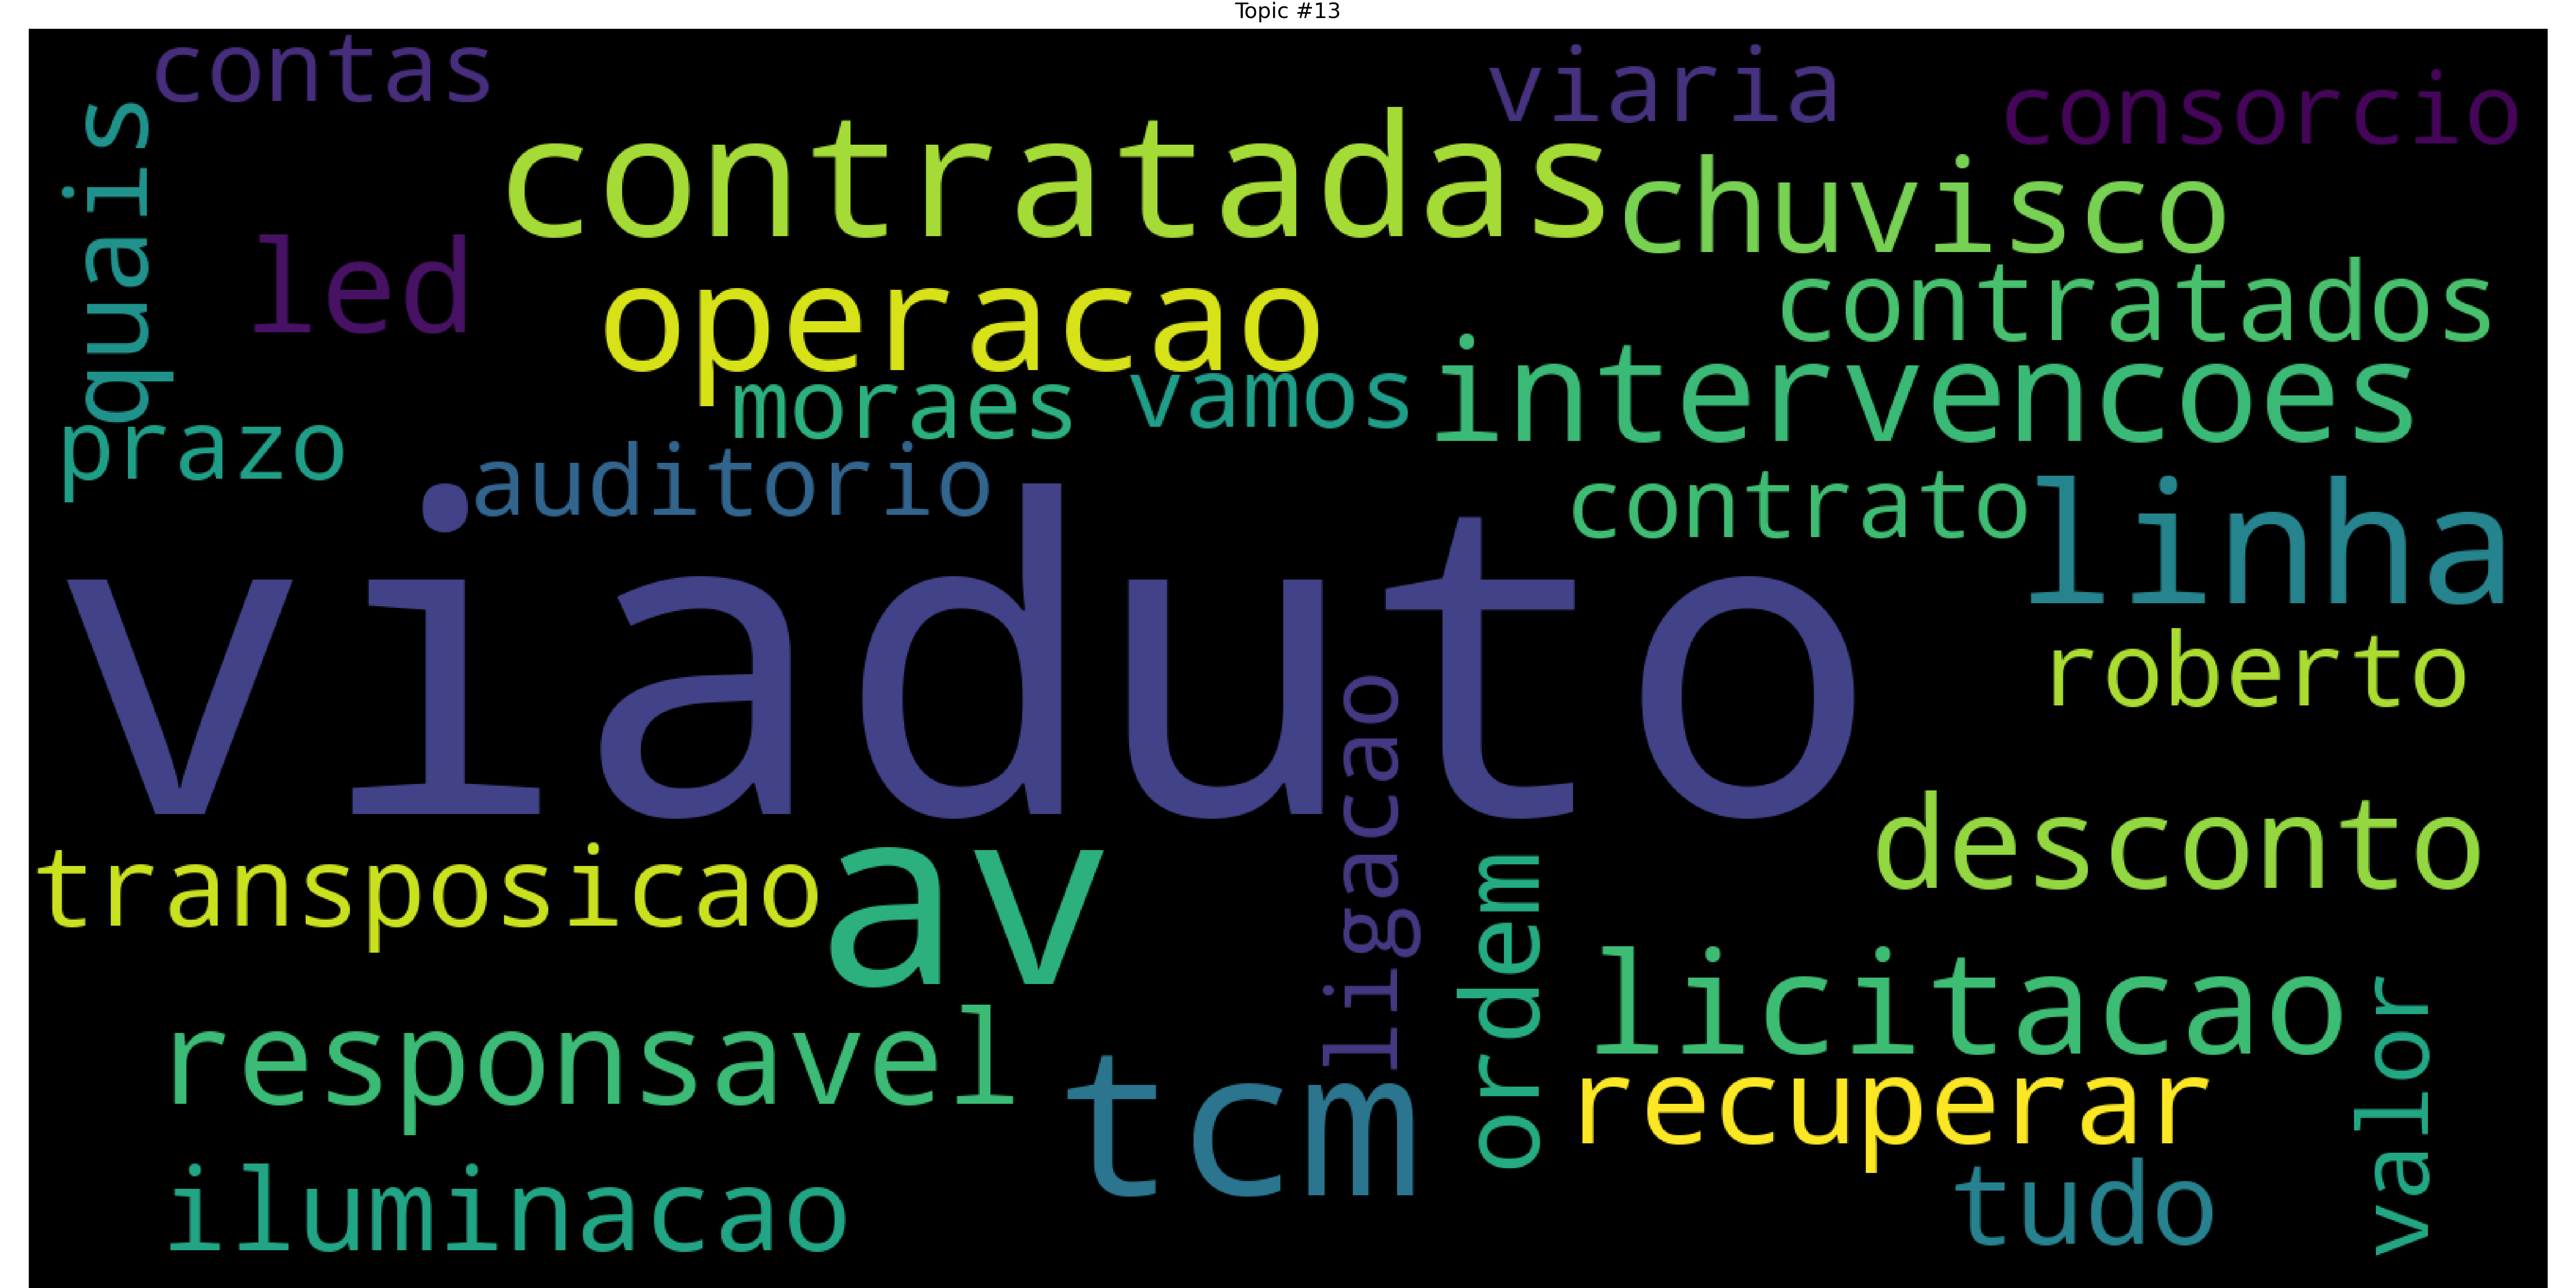 Topic #13
contas
viaria
consorcio
quais
contratadas
chuvisco
led
operacao
contratados
moraes
vamos
intervencoes
prazo
auditorio
contrato
linha
viaduto
roberto
ligacao
desconto
transposicao
av
ordem
licitacao
responsavel
tcm
recuperar
valor
iluminacao
tudo